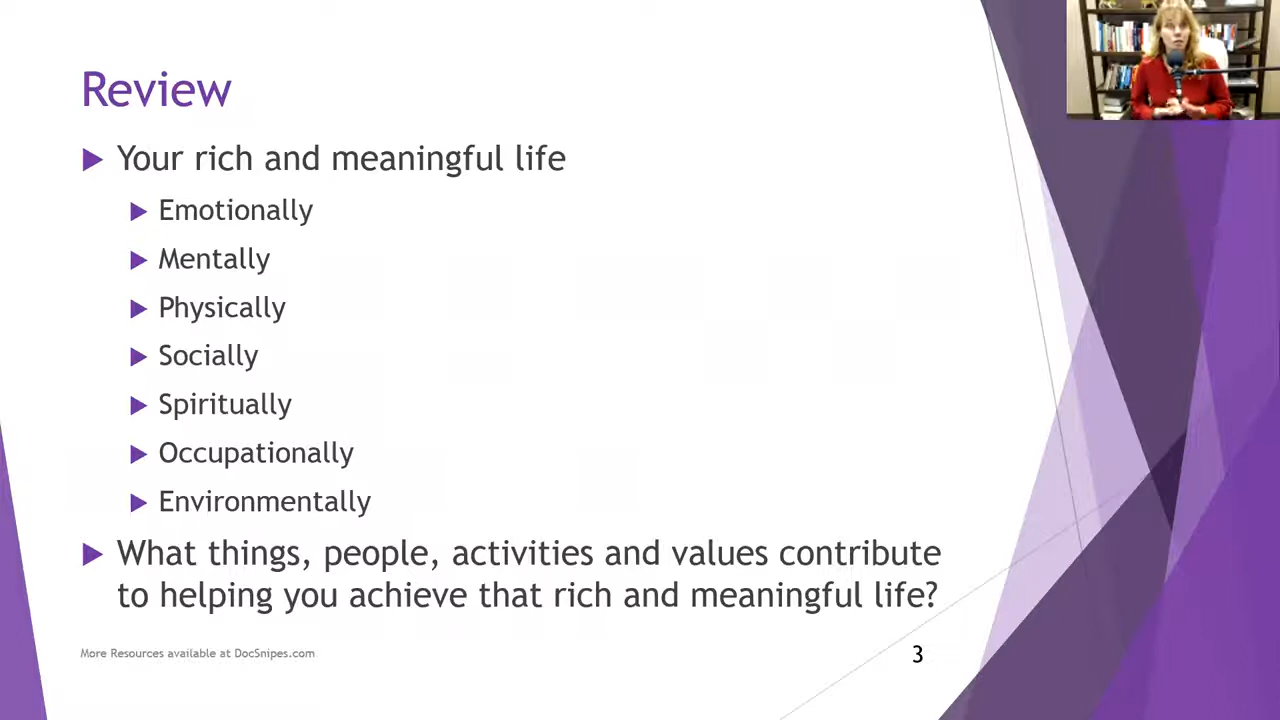 Review
Your rich and meaningful life
Emotionally
Mentally
Physically
Socially
Spiritually
Occupationally
Environmentally
What things, people, activities and values contribute
to helping you achieve that rich and meaningful life?
More Resources available at DocSnipes.com
3